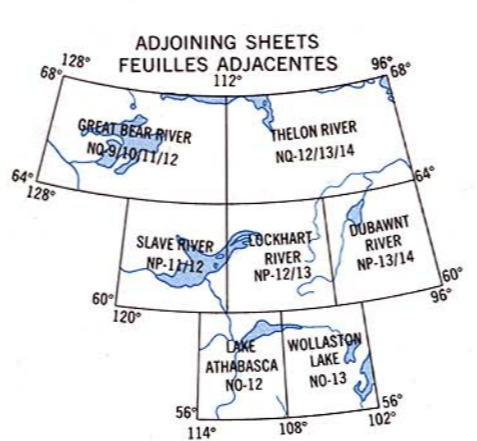 ADJOINING SHEETS
FEUILLES ADJACENTES
128°
112°
96°
68°
68°
GREAT BEAR RIVER
NQ-9/10/11/12
THELON RIVER
NQ-12/13/14
64°
64°
128°
SLAVE RIVER
NP-11/12
LOCKHART
RIVER
NP-12/13
DUBAWNT
RIVER
NP-13/14
60°
60°
120°
96°
LAKE
ATHABASCA
NO-12
WOLLASTON
LAKE
NO-13
56°
56°
114°
108°
102°